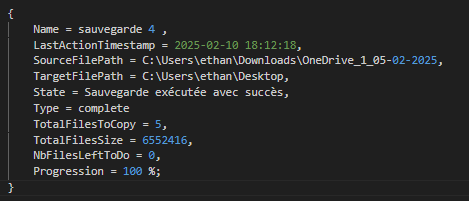 {
Name = sauvegarde 4 ,
LastActionTimestamp = 2025-02-10 18:12:18,
SourceFilePath = C:\Users\ethan\Downloads\OneDrive_1_05-02-2025,
TargetFilePath = C:\Users\ethan\Desktop,
State = Sauvegarde exécutée avec succès,
Type = complete
TotalFilesToCopy = 5,
TotalFilesSize = 6552416,
NbFilesLeftToDo = 0,
Progression = 100 %;
}